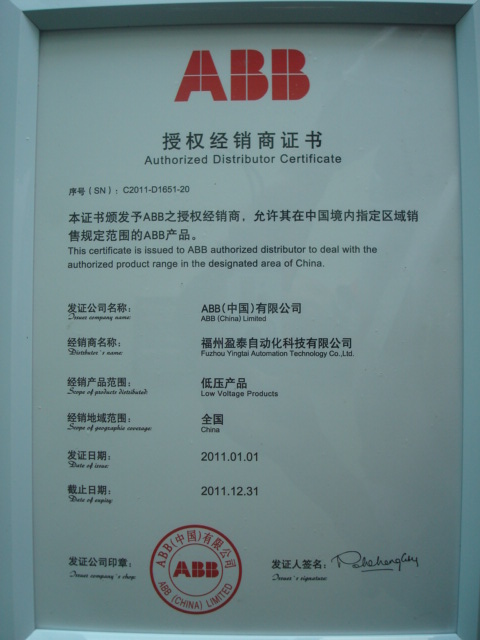 ABB
授权经销商证书
Authorized Distributor Certificate
序号（SN）: C2011-D1651-20
本证书颁发予ABB之授权经销商，允许其在中国境内指定区域销
售规定范围的ABB产品。
This certificate is issued to ABB authorized distributor to deal with the
authorized product range in the designated area of China.
发证公司名称： ABB(中国)有限公司
Issuer company name: ABB (China) Limited
经销商名称： 福州盈泰自动化科技有限公司
Distributor's name: Fuzhou Yingtai Automation Technology Co.,Ltd.
经销产品范围： 低压产品
Scope of products distributed: Low Voltage Products
经销地域范围： 全国
Scope of geographic coverage: China
发证日期： 2011.01.01
Date of issue:
截止日期： 2011.12.31
Date of expiry:
发证公司印章：
Issuer company's chop:
ABB(中国)有限公司
ABB
ABB (CHINA) LIMITED
发证人签名：
Issuer's signature: